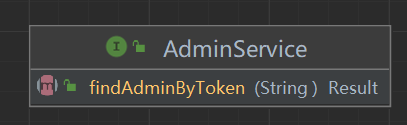 I AdminService
m findAdminByToken (String) Result